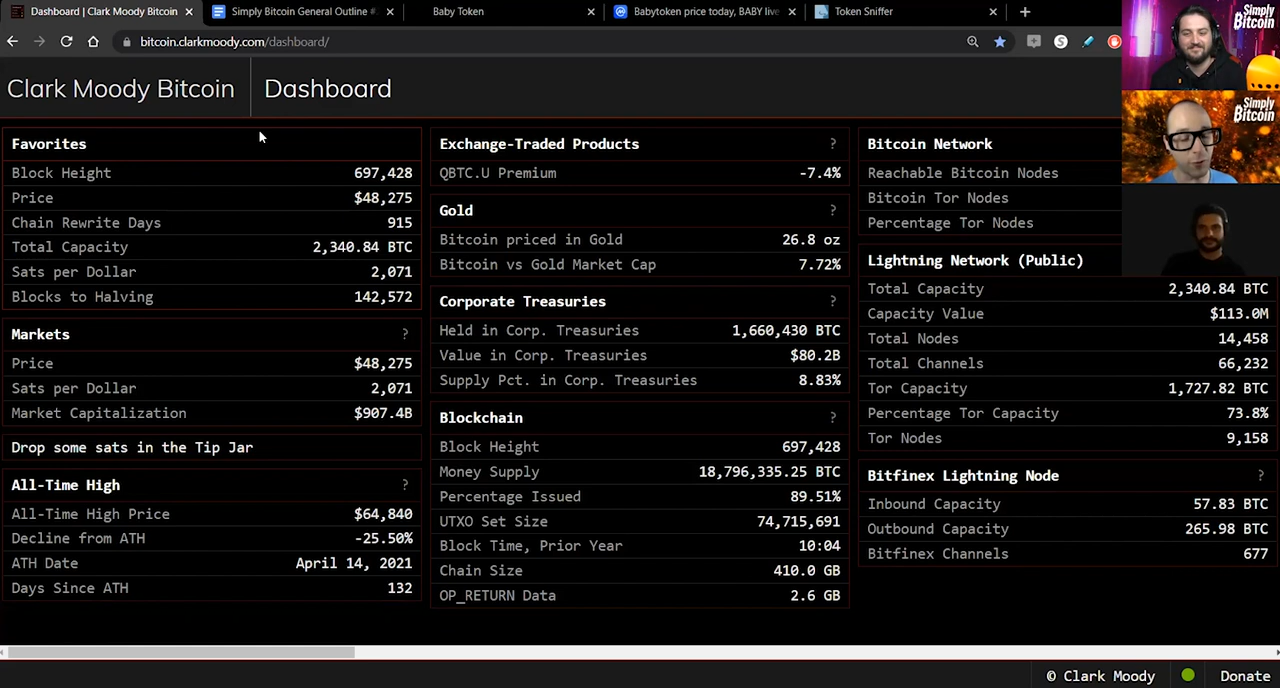 Dashboard | Clark Moody Bitcoin
Simply Bitcoin General Outline #
Baby Token
Babytoken price today, BABY live
Token Sniffer
bitcoin.clarkmoody.com/dashboard/
Clark Moody Bitcoin
Dashboard
Favorites
Block Height 697,428
Price $48,275
Chain Rewrite Days 915
Total Capacity 2,340.84 BTC
Sats per Dollar 2,071
Blocks to Halving 142,572
Markets ?
Price $48,275
Sats per Dollar 2,071
Market Capitalization $907.4B
Drop some sats in the Tip Jar
All-Time High ?
All-Time High Price $64,840
Decline from ATH -25.50%
ATH Date April 14, 2021
Days Since ATH 132
Exchange-Traded Products ?
QBTC.U Premium -7.4%
Gold ?
Bitcoin priced in Gold 26.8 oz
Bitcoin vs Gold Market Cap 7.72%
Corporate Treasuries ?
Held in Corp. Treasuries 1,660,430 BTC
Value in Corp. Treasuries $80.2B
Supply Pct. in Corp. Treasuries 8.83%
Blockchain ?
Block Height 697,428
Money Supply 18,796,335.25 BTC
Percentage Issued 89.51%
UTXO Set Size 74,715,691
Block Time, Prior Year 10:04
Chain Size 410.0 GB
OP_RETURN Data 2.6 GB
Bitcoin Network
Reachable Bitcoin Nodes
Bitcoin Tor Nodes
Percentage Tor Nodes
Lightning Network (Public)
Total Capacity 2,340.84 BTC
Capacity Value $113.0M
Total Nodes 14,458
Total Channels 66,232
Tor Capacity 1,727.82 BTC
Percentage Tor Capacity 73.8%
Tor Nodes 9,158
Bitfinex Lightning Node ?
Inbound Capacity 57.83 BTC
Outbound Capacity 265.98 BTC
Bitfinex Channels 677
Simply
Bitcoin
Simply
Bitcoin
© Clark Moody
Donate